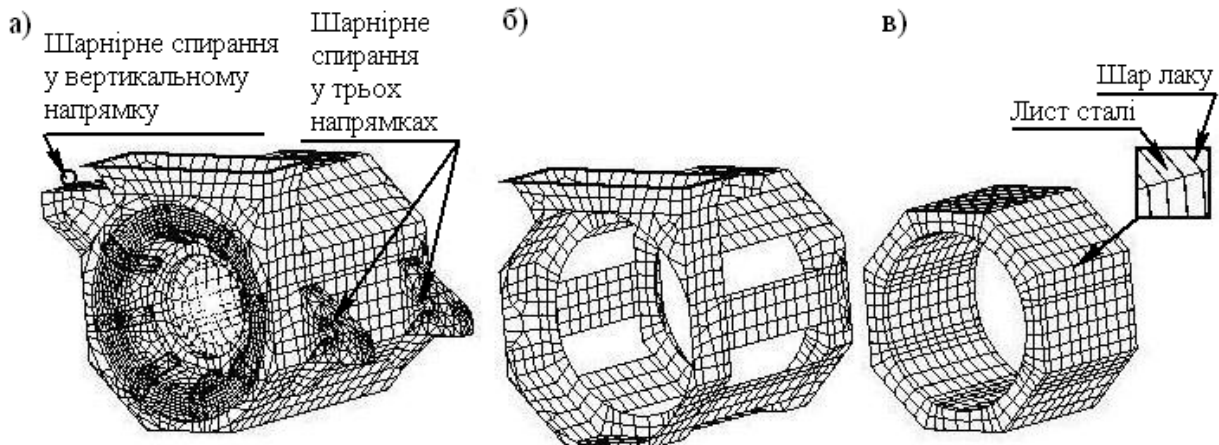 а)
Шарнірне спирання
у вертикальному
напрямку
Шарнірне
спирання
у трьох
напрямках
б)
в)
Шар лаку
Лист сталі